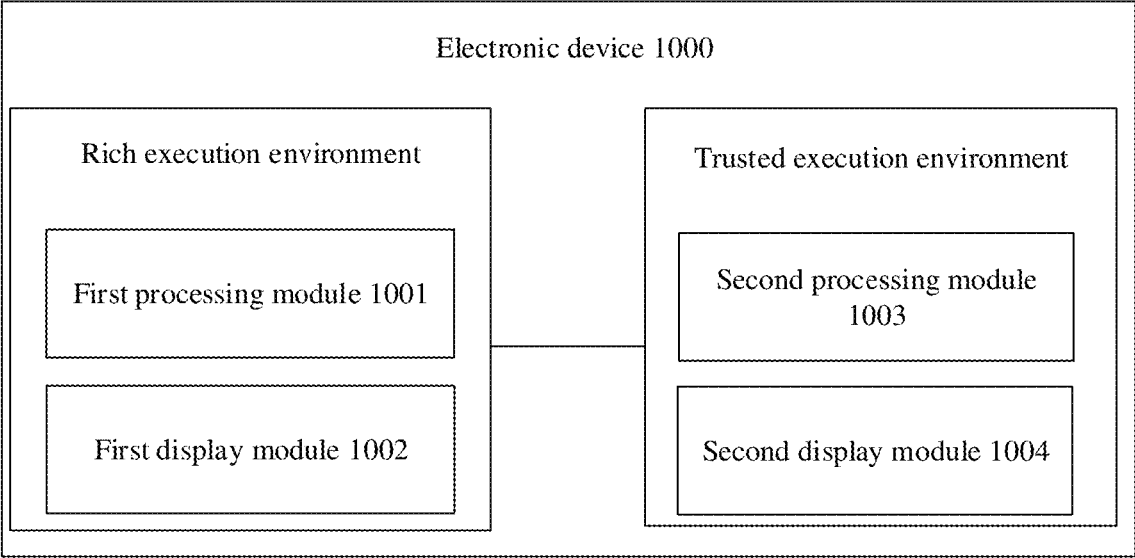 Electronic device 1000
Rich execution environment
First processing module 1001
First display module 1002
Trusted execution environment
Second processing module
1003
Second display module 1004